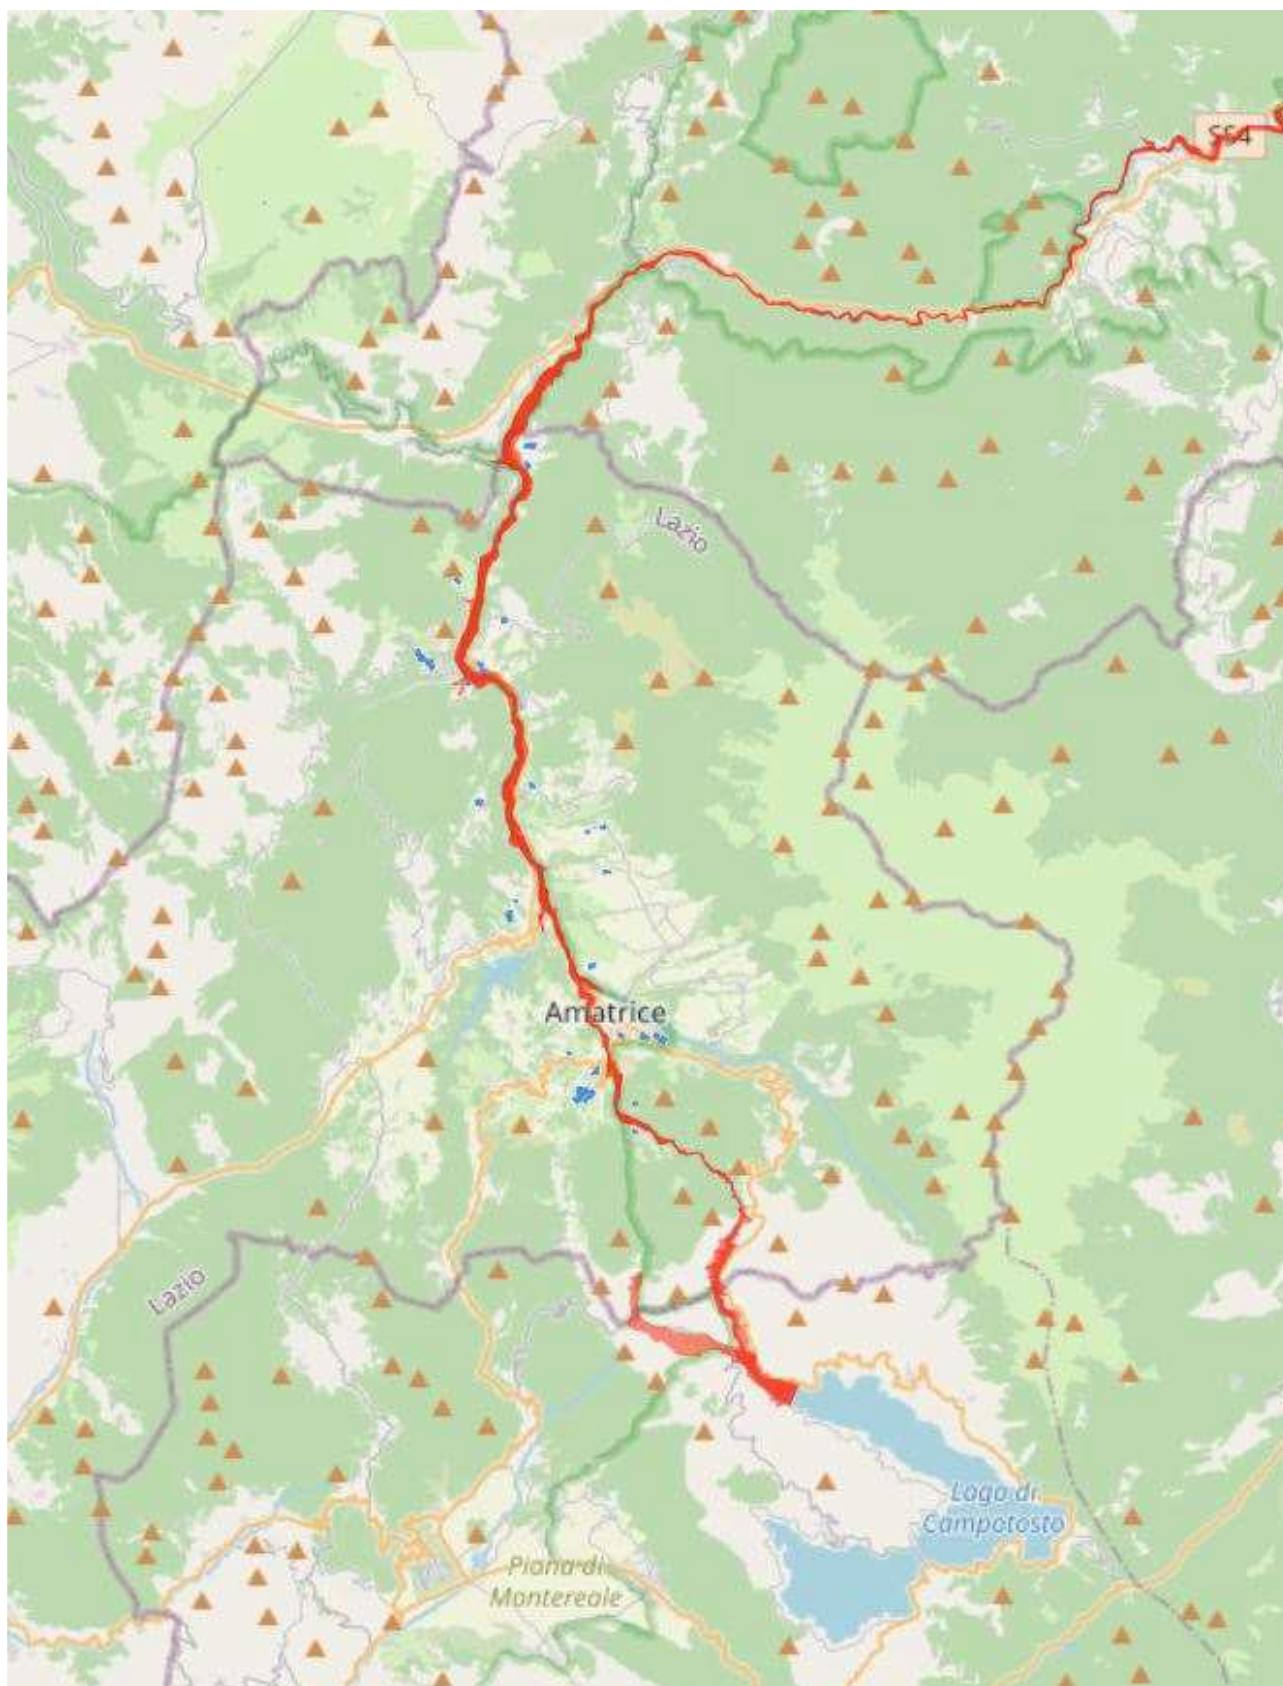 SS4
Lazio
Amatrice
Lazio
Lago di
Campotosto
Piana di
Montereale